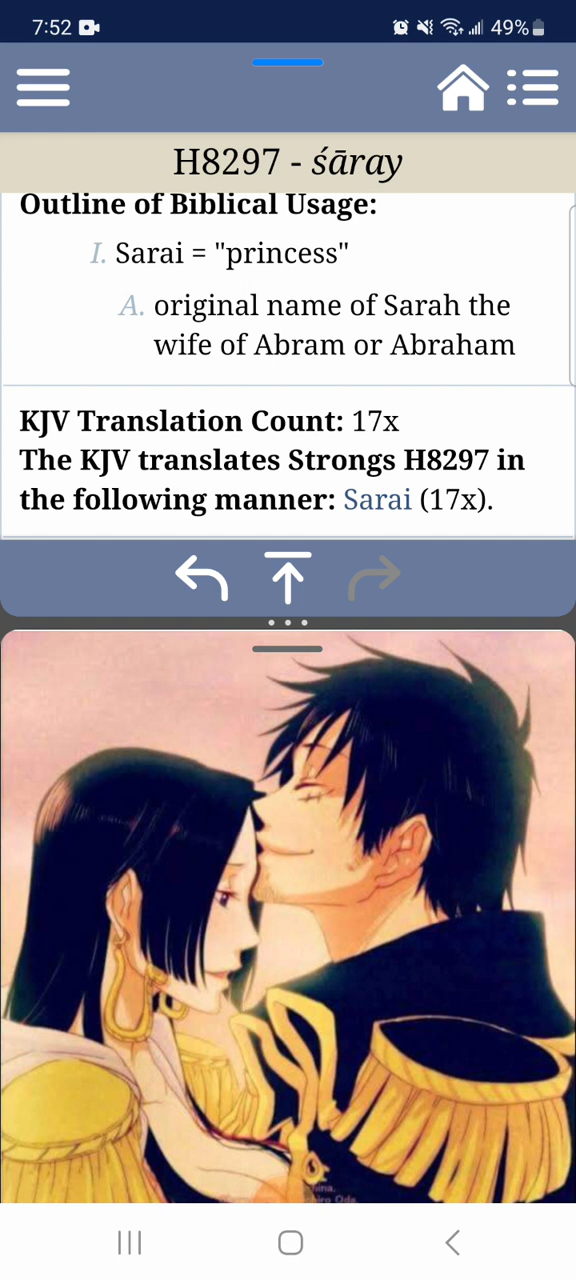 7:52
49%
H8297 - śāray
Outline of Biblical Usage:
I. Sarai = "princess"
A. original name of Sarah the
wife of Abram or Abraham
KJV Translation Count: 17x
The KJV translates Strongs H8297 in
the following manner: Sarai (17x).
Oda,